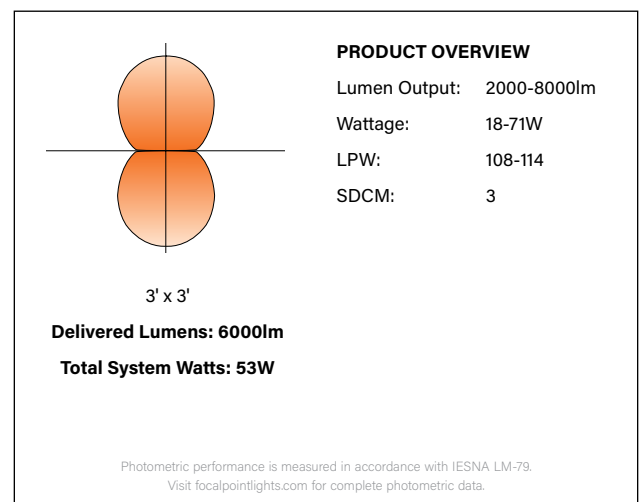 PRODUCT OVERVIEW
Lumen Output: 2000-8000lm
Wattage: 18-71W
LPW: 108-114
SDCM: 3
3' x 3'
Delivered Lumens: 6000lm
Total System Watts: 53W
Photometric performance is measured in accordance with IESNA LM-79.
Visit focalpointlights.com for complete photometric data.